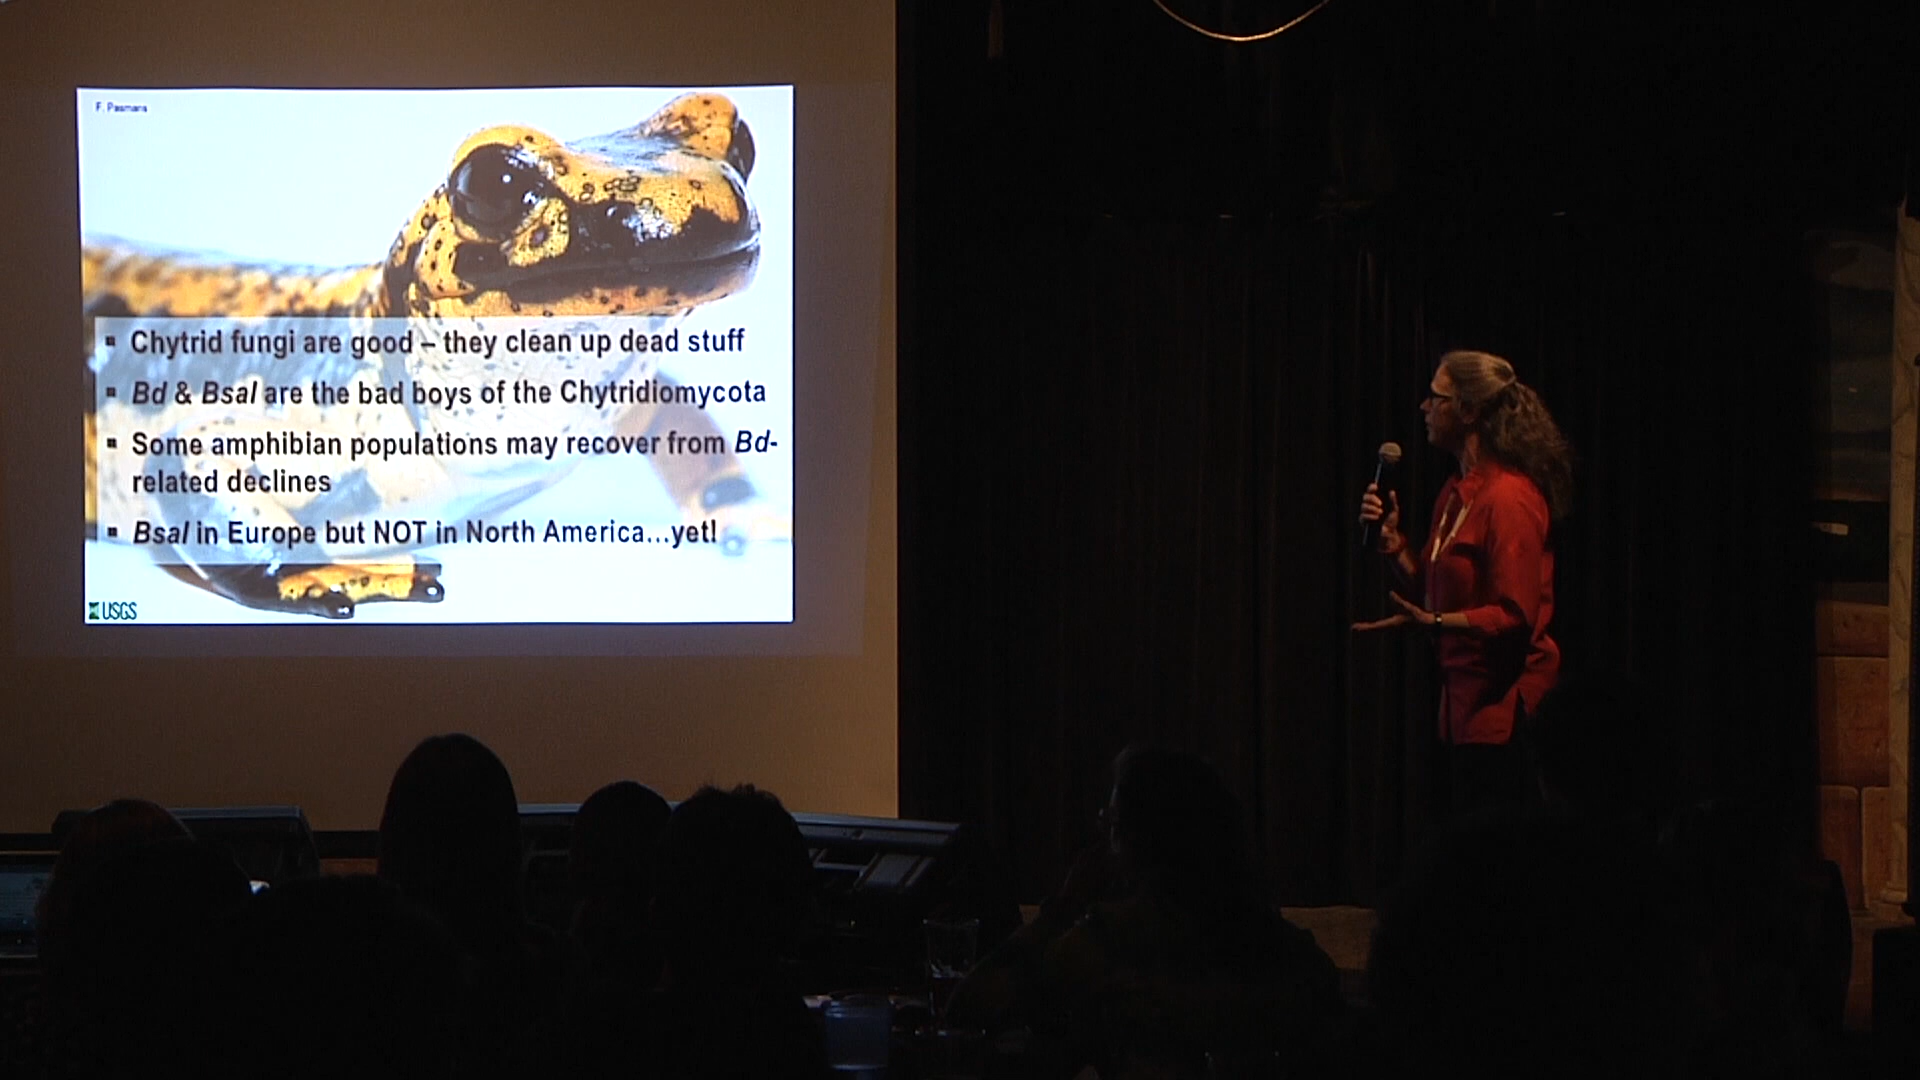 F. Pasmans
▪ Chytrid fungi are good – they clean up dead stuff
▪ Bd & Bsal are the bad boys of the Chytridiomycota
▪ Some amphibian populations may recover from Bd-
related declines
▪ Bsal in Europe but NOT in North America...yet!
USGS